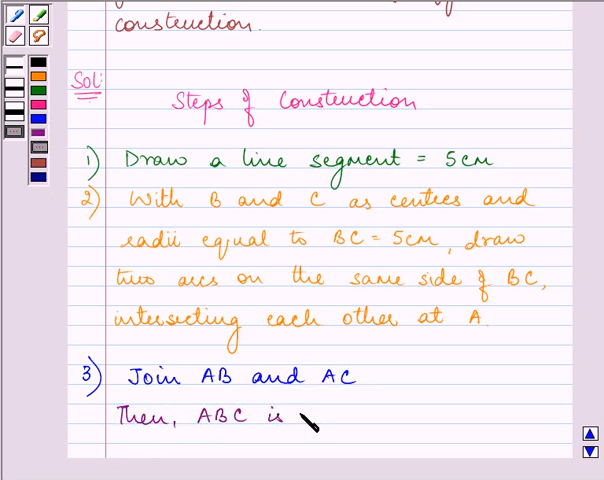 construction.
Sol:
Steps of Construction
1) Draw a line segment = 5cm
2) With B and C as centres and
radii equal to BC = 5cm, draw
two arcs on the same side of BC,
intersecting each other at A.
3) Join AB and AC
Then, ABC is